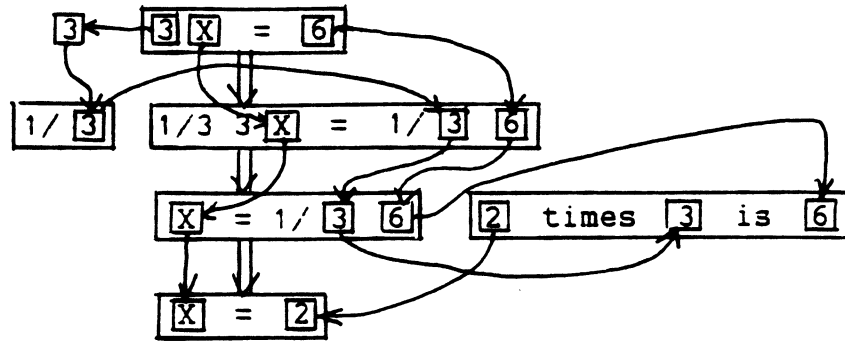 3 3 X = 6
1/ 3 1/3 3 X = 1/ 3 6
X = 1/ 3 6 2 times 3 is 6
X = 2